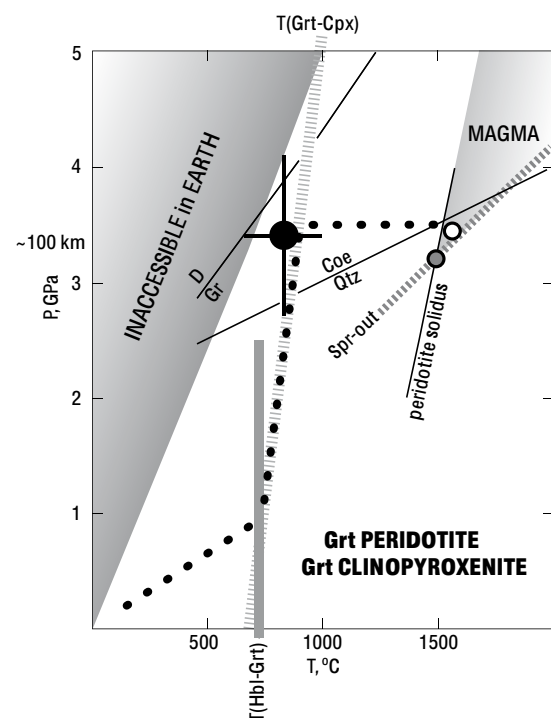 T(Grt-Cpx)
5
MAGMA
INACCESSIBLE in EARTH
4
~100 km
D
Gr
Coe
Qtz
3
P, GPa
Spr-out
peridotite solidus
2
1
Grt PERIDOTITE
Grt CLINOPYROXENITE
500
1000
1500
T, ºC
T(Hbl-Grt)